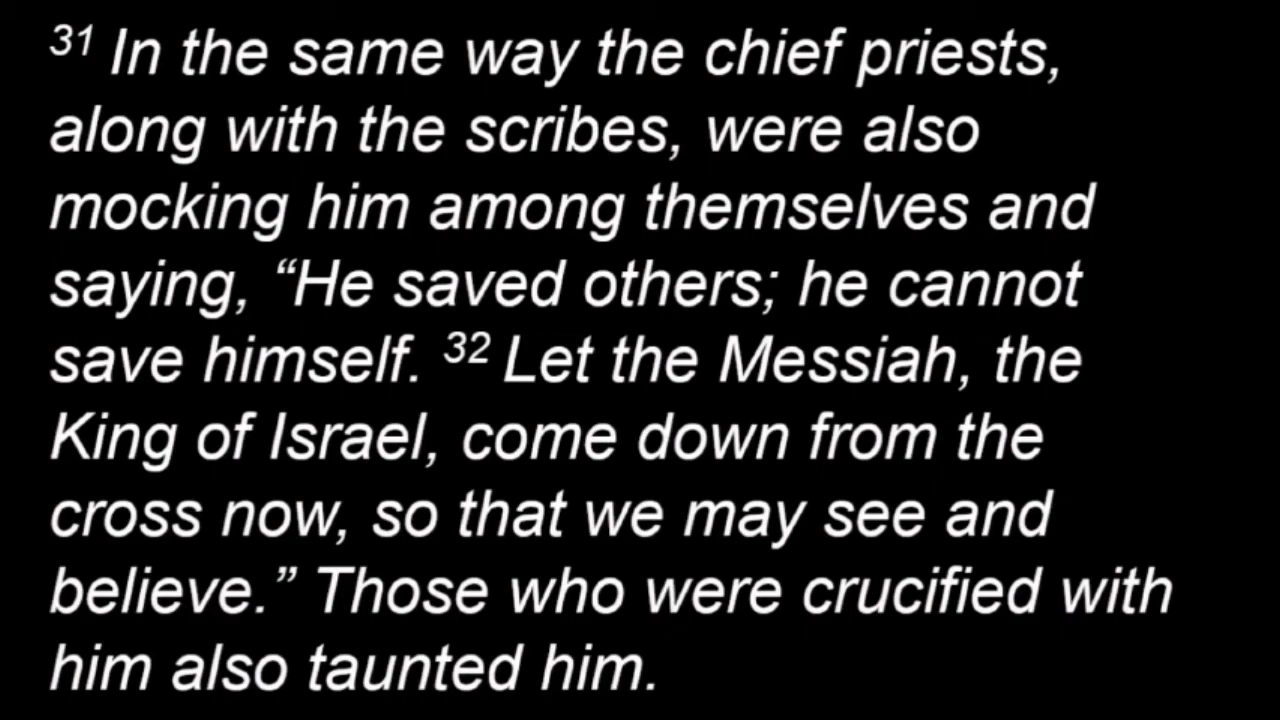 31 In the same way the chief priests,
along with the scribes, were also
mocking him among themselves and
saying, “He saved others; he cannot
save himself. 32 Let the Messiah, the
King of Israel, come down from the
cross now, so that we may see and
believe.” Those who were crucified with
him also taunted him.